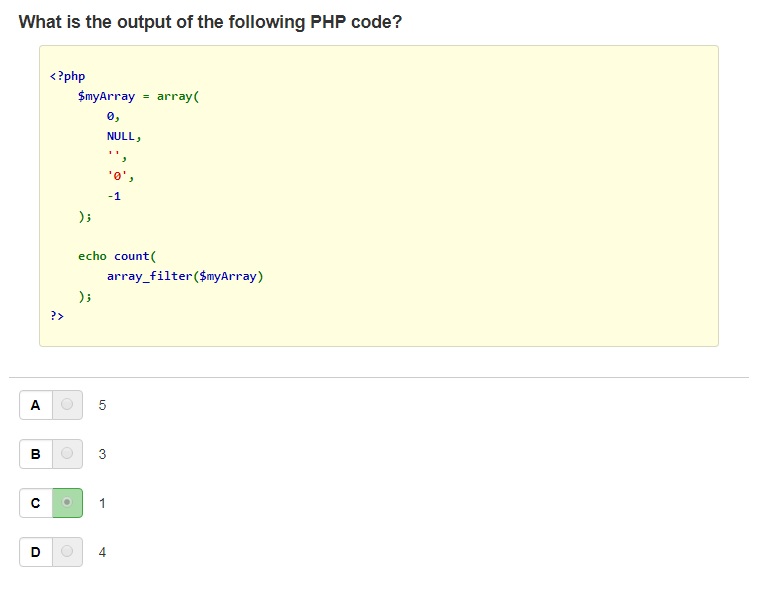 What is the output of the following PHP code?
<?php
    $myArray = array(
        0,
        NULL,
        '',
        '0',
        -1
    );

    echo count(
        array_filter($myArray)
    );
?>
A 5
B 3
C 1
D 4